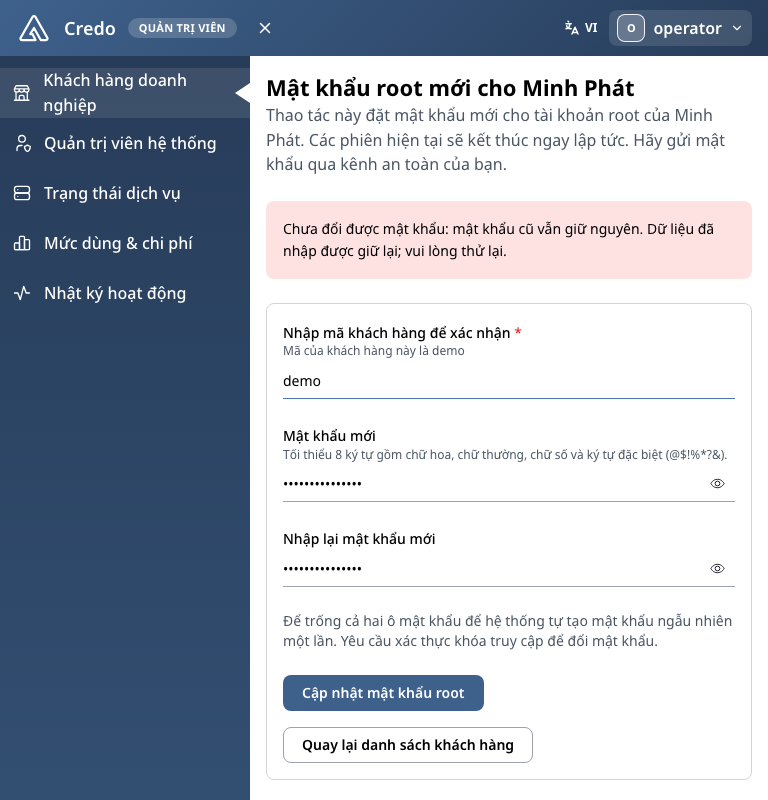 Credo
QUẢN TRỊ VIÊN
VI
O
operator
Khách hàng doanh
nghiệp
Quản trị viên hệ thống
Trạng thái dịch vụ
Mức dùng & chi phí
Nhật ký hoạt động
Mật khẩu root mới cho Minh Phát
Thao tác này đặt mật khẩu mới cho tài khoản root của Minh
Phát. Các phiên hiện tại sẽ kết thúc ngay lập tức. Hãy gửi mật
khẩu qua kênh an toàn của bạn.
Chưa đổi được mật khẩu: mật khẩu cũ vẫn giữ nguyên. Dữ liệu đã
nhập được giữ lại; vui lòng thử lại.
Nhập mã khách hàng để xác nhận *
Mã của khách hàng này là demo
demo
Mật khẩu mới
Tối thiểu 8 ký tự gồm chữ hoa, chữ thường, chữ số và ký tự đặc biệt (@$!%*?&).
•••••••••••••••
Nhập lại mật khẩu mới
•••••••••••••••
Để trống cả hai ô mật khẩu để hệ thống tự tạo mật khẩu ngẫu nhiên
một lần. Yêu cầu xác thực khóa truy cập để đổi mật khẩu.
Cập nhật mật khẩu root
Quay lại danh sách khách hàng